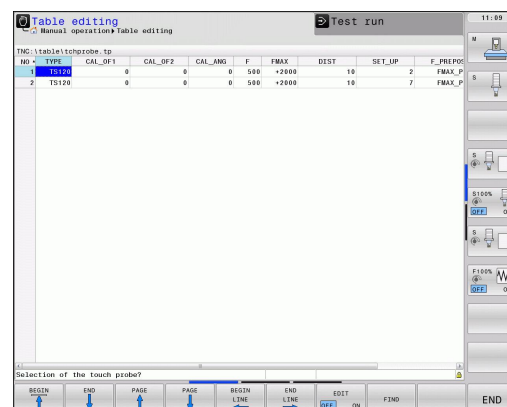 Table editing
Manual operation▸Table editing
Test run
11:09
TNC:\table\tchprobe.tp
NO TYPE CAL_OF1 CAL_OF2 CAL_ANG F FMAX DIST SET_UP F_PREPOS
1 TS120 0 0 0 500 +2000 10 2 FMAX_P
2 TS120 0 0 0 500 +2000 10 7 FMAX_P
M
S
S
S100%
OFF
S
F100%
OFF
Selection of the touch probe?
BEGIN
END
PAGE
PAGE
BEGIN LINE
END LINE
EDIT
OFF ON
FIND
END